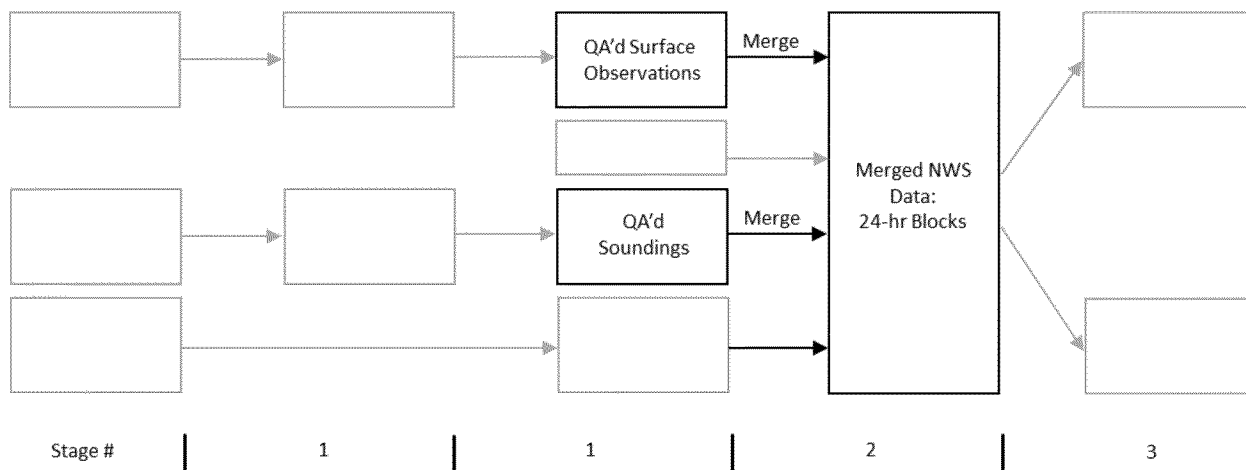 QA'd Surface
Observations
Merge
Merged NWS
Data:
24-hr Blocks
QA'd
Soundings
Merge
Stage #
1
1
2
3